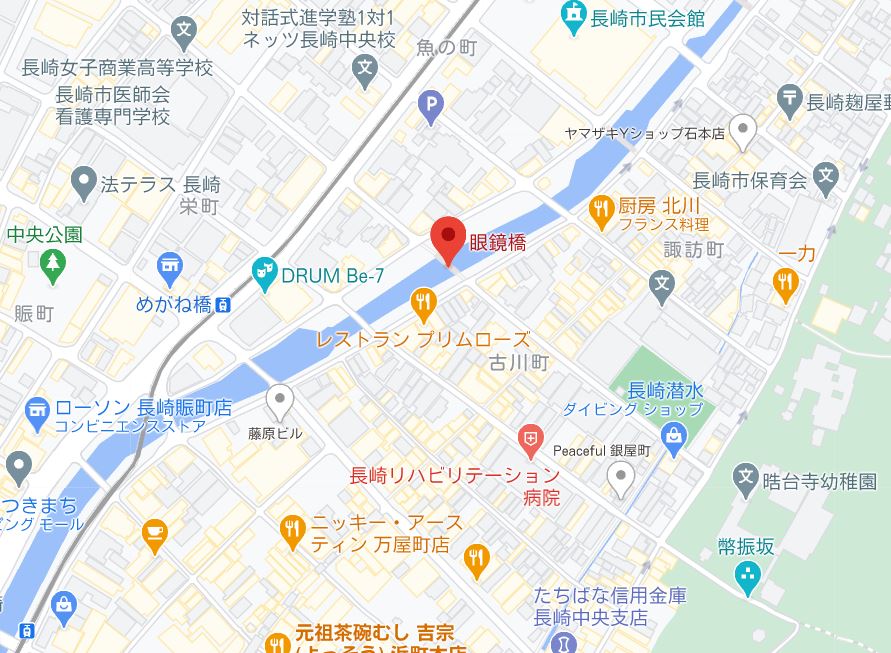 対話式進学塾1対1
ネッツ長崎中央校
魚の町
長崎市民会館
長崎女子商業高等学校
長崎市医師会
看護専門学校
P
長崎麹屋郵
ヤマザキYショップ石本店
法テラス 長崎
栄町
長崎市保育会
厨房 北川
フランス料理
中央公園
眼鏡橋
諏訪町
一力
DRUM Be-7
めがね橋
賑町
レストラン プリムローズ
古川町
長崎潜水
ダイビング ショップ
ローソン 長崎賑町店
コンビニエンスストア
藤原ビル
Peaceful 銀屋町
長崎リハビリテーション
病院
晧台寺幼稚園
つきまち
ピング モール
ニッキー・アース
ティン 万屋町店
幣振坂
たちばな信用金庫
長崎中央支店
元祖茶碗むし 吉宗
(よっそう) 浜町本店